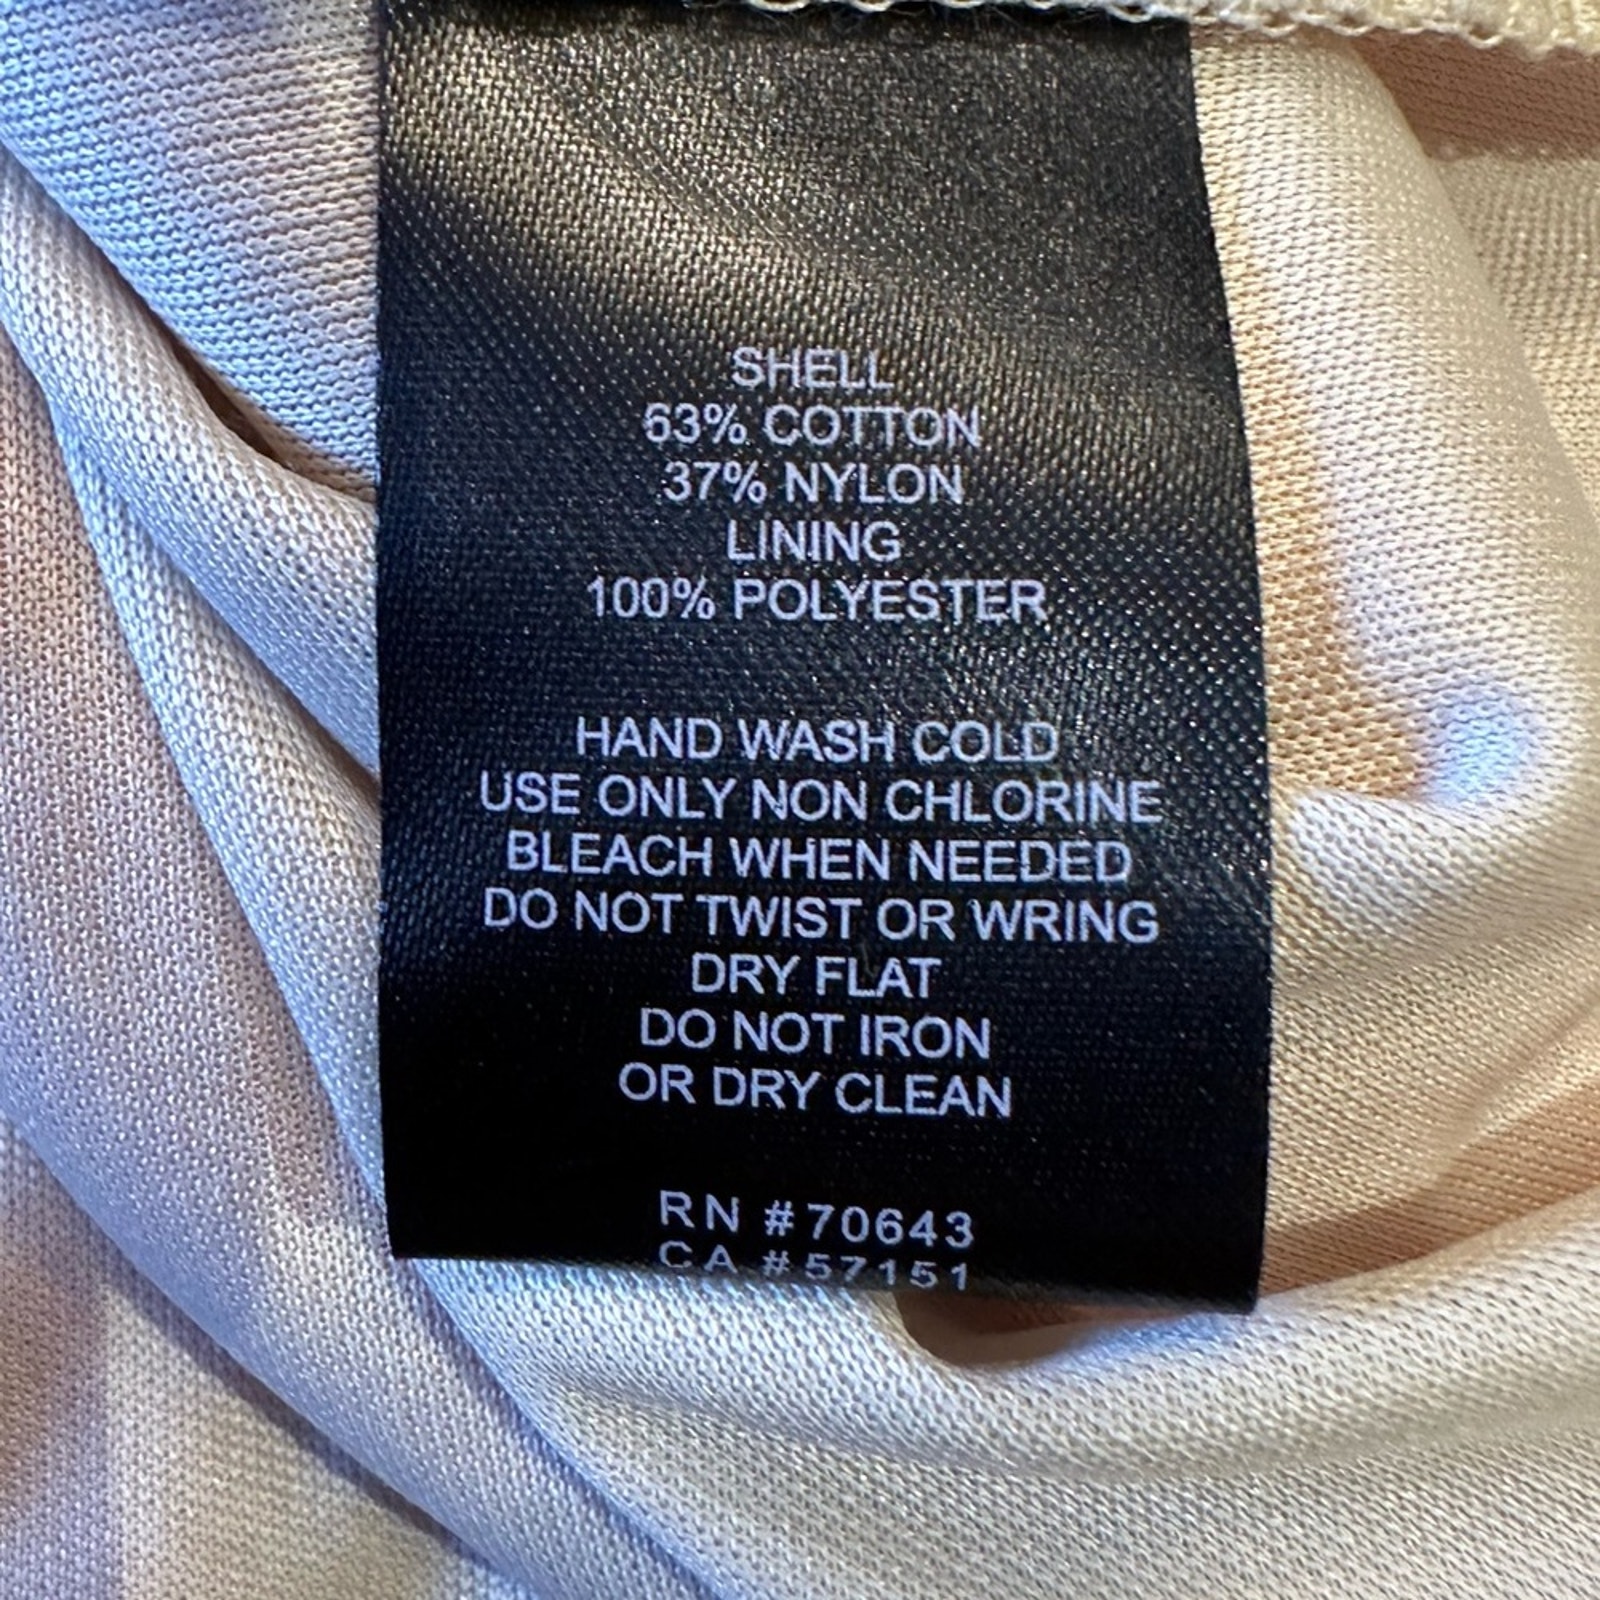 SHELL
63% COTTON
37% NYLON
LINING
100% POLYESTER
HAND WASH COLD
USE ONLY NON CHLORINE
BLEACH WHEN NEEDED
DO NOT TWIST OR WRING
DRY FLAT
DO NOT IRON
OR DRY CLEAN
RN #70643
CA #57151